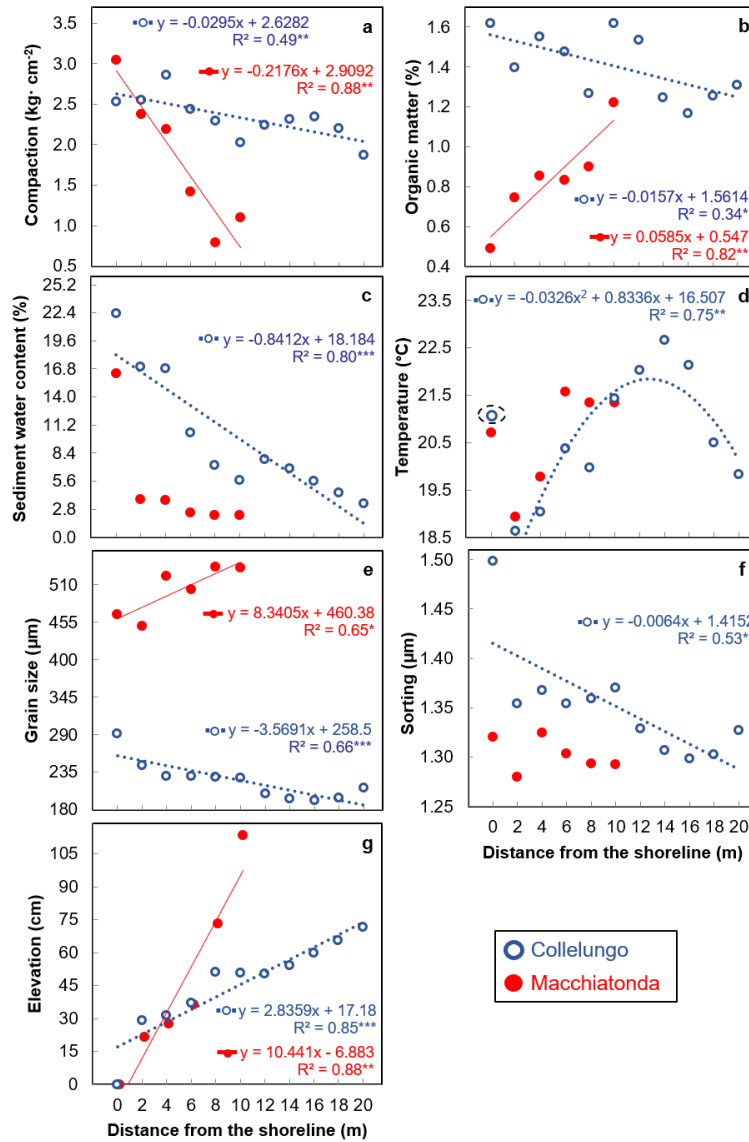 a
y = -0.0295x + 2.6282
R² = 0.49**
y = -0.2176x + 2.9092
R² = 0.88**
Compaction (kg· cm⁻²)
3.5
3.0
2.5
2.0
1.5
1.0
0.5
b
Organic matter (%)
1.6
1.4
1.2
1.0
0.8
0.6
0.4
y = -0.0157x + 1.5614
R² = 0.34*
y = 0.0585x + 0.547
R² = 0.82**
c
y = -0.8412x + 18.184
R² = 0.80***
Sediment water content (%)
25.2
22.4
19.6
16.8
14.0
11.2
8.4
5.6
2.8
0.0
d
y = -0.0326x² + 0.8336x + 16.507
R² = 0.75**
Temperature (°C)
23.5
22.5
21.5
20.5
19.5
18.5
e
Grain size (µm)
510
455
400
345
290
235
180
y = 8.3405x + 460.38
R² = 0.65*
y = -3.5691x + 258.5
R² = 0.66***
f
Sorting (µm)
1.50
1.45
1.40
1.35
1.30
1.25
y = -0.0064x + 1.4152
R² = 0.53*
0 2 4 6 8 10 12 14 16 18 20
Distance from the shoreline (m)
g
Elevation (cm)
105
90
75
60
45
30
15
0
y = 2.8359x + 17.18
R² = 0.85***
y = 10.441x - 6.883
R² = 0.88**
0 2 4 6 8 10 12 14 16 18 20
Distance from the shoreline (m)
Collelungo
Macchiatonda